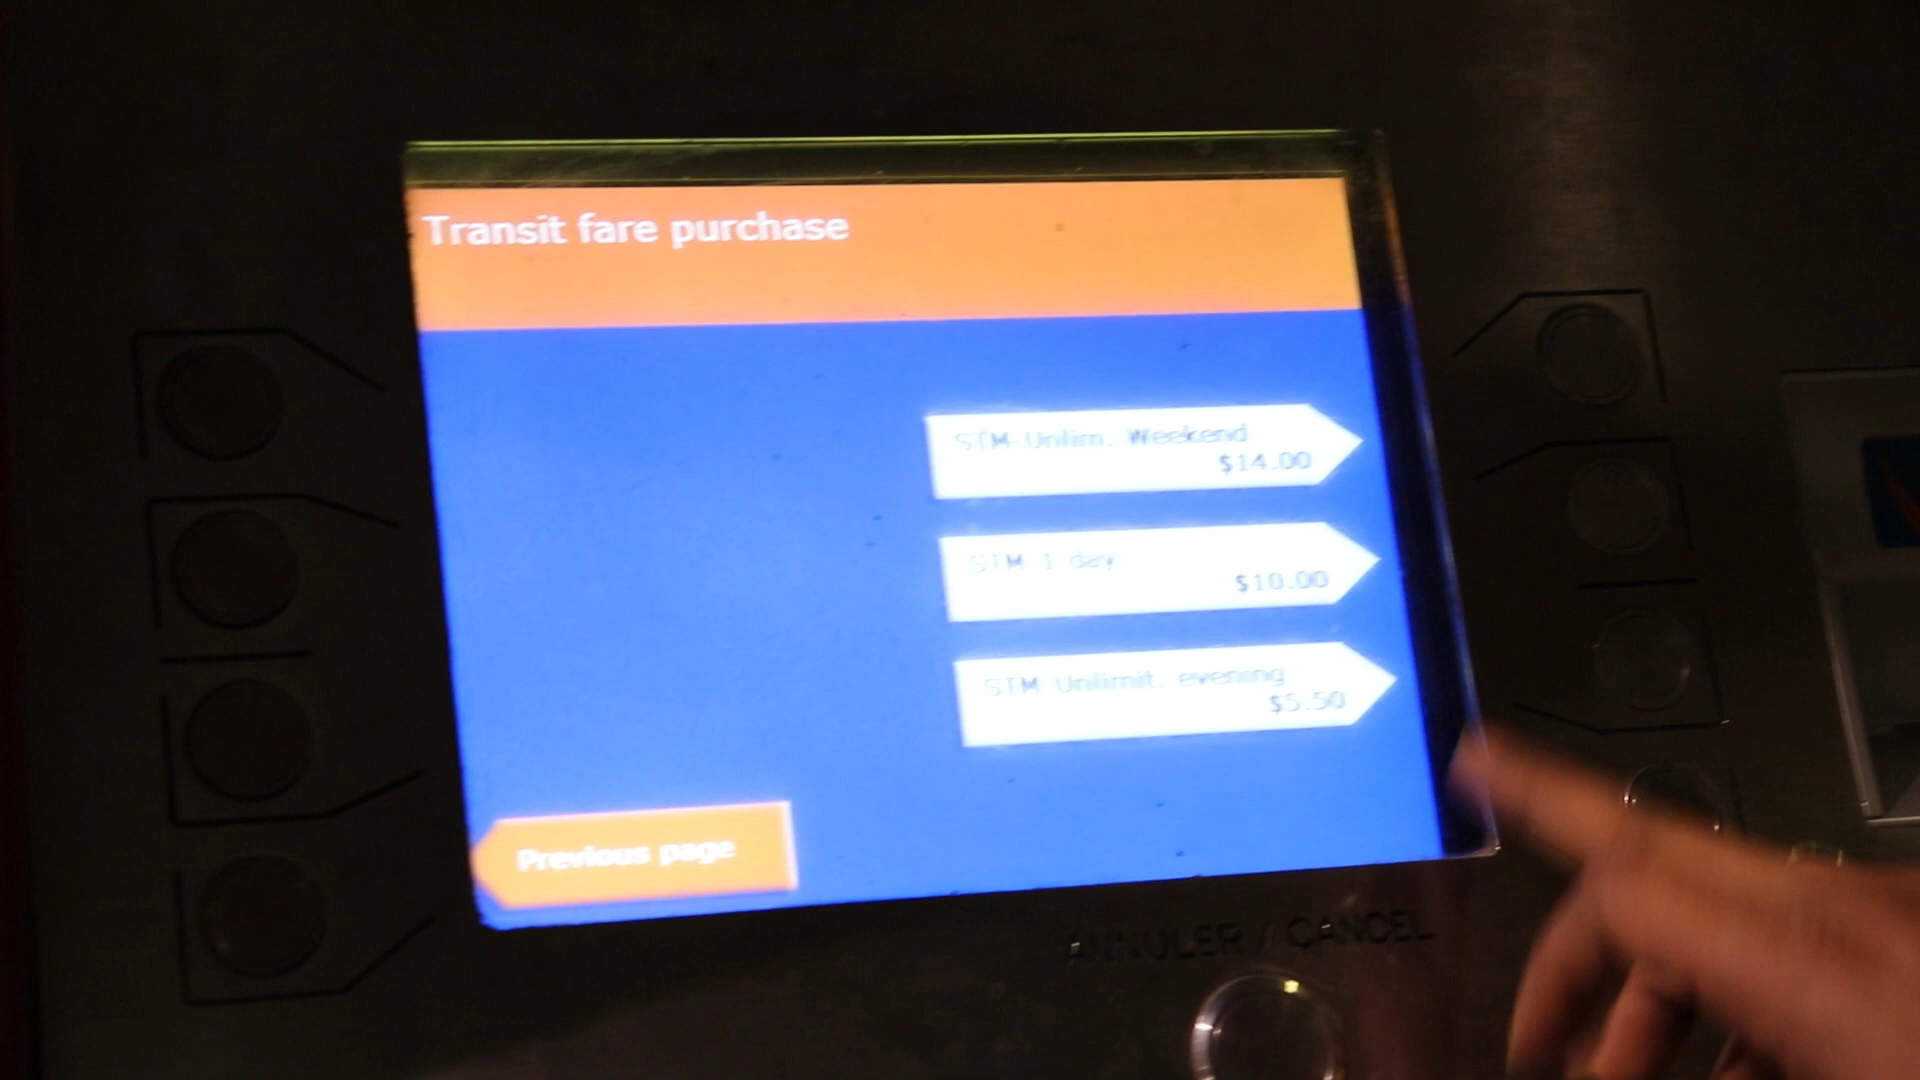 Transit fare purchase
STM Unlim. Weekend
$14.00
STM 1 day
$10.00
STM Unlimit. evening
$5.50
Previous page
ANNULER / CANCEL